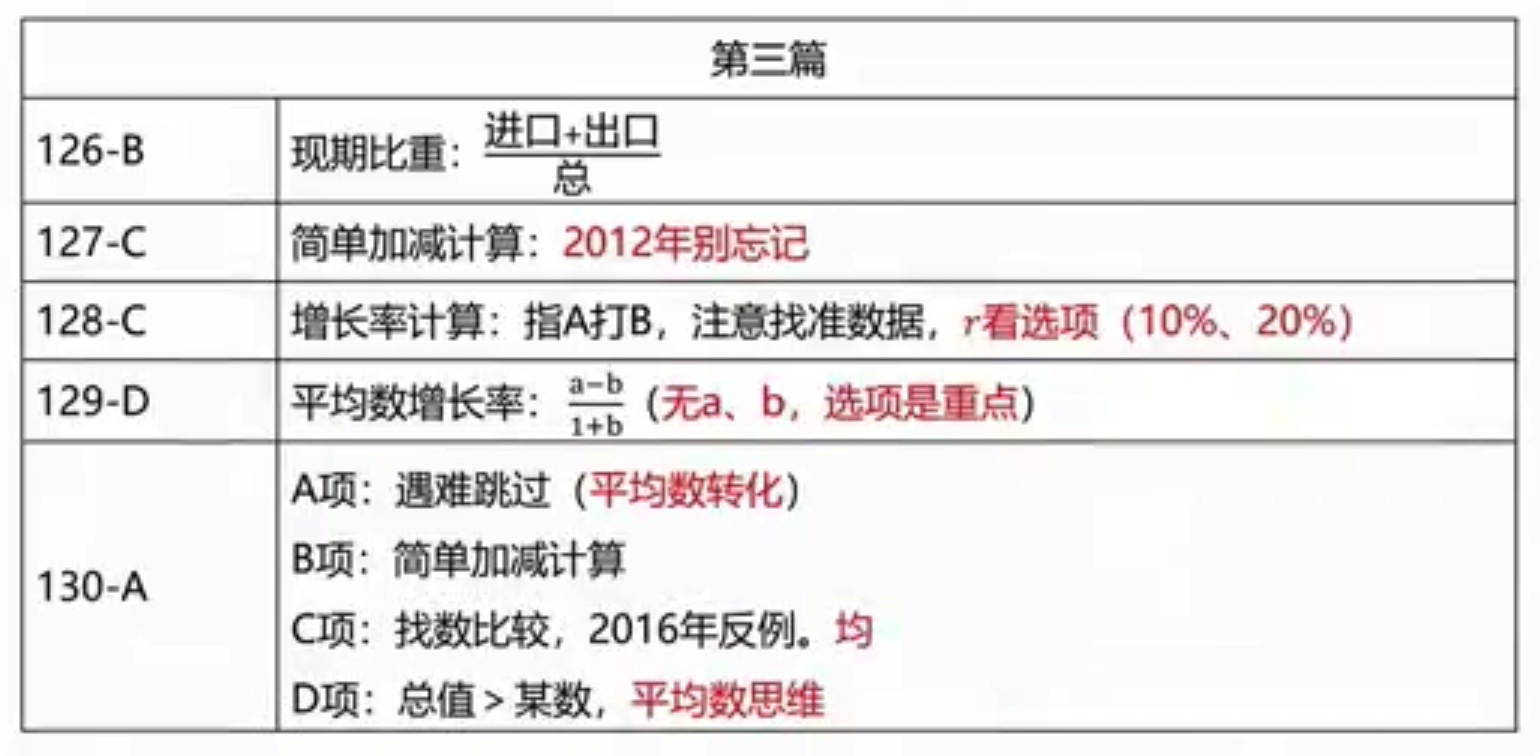 第三篇
126-B
现期比重：进口+出口/总
127-C
简单加减计算：2012年别忘记
128-C
增长率计算：指A打B，注意找准数据，r看选项（10%、20%）
129-D
平均数增长率：a−b/1+b（无a、b，选项是重点）
130-A
A项：遇难跳过（平均数转化）
B项：简单加减计算
C项：找数比较，2016年反例。均
D项：总值＞某数，平均数思维